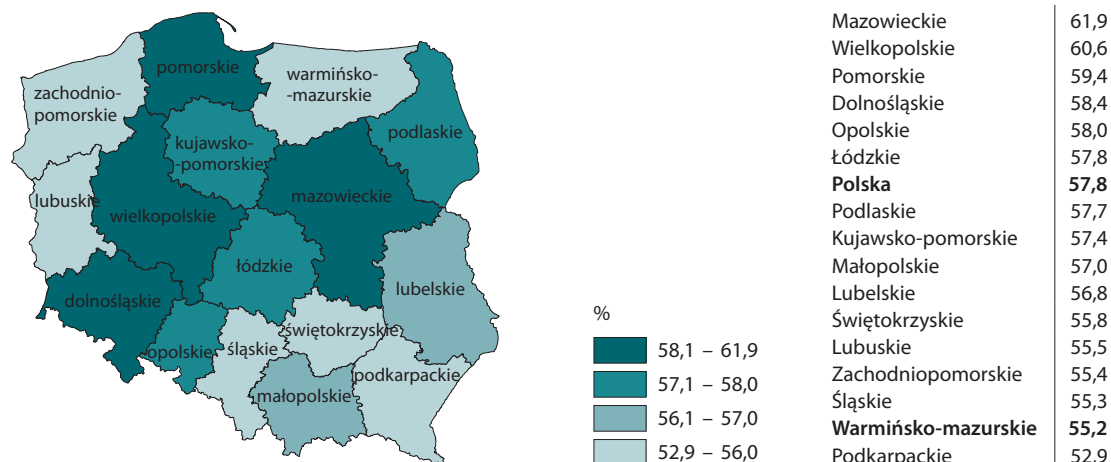 pomorskie
warmińsko-
-mazurskie
zachodnio-
pomorskie
podlaskie
kujawsko-
-pomorskie
lubuskie
mazowieckie
wielkopolskie
łódzkie
lubelskie
dolnośląskie
świętokrzyskie
opolskie
śląskie
podkarpackie
małopolskie
%
58,1 – 61,9
57,1 – 58,0
56,1 – 57,0
52,9 – 56,0
Mazowieckie 61,9
Wielkopolskie 60,6
Pomorskie 59,4
Dolnośląskie 58,4
Opolskie 58,0
Łódzkie 57,8
Polska 57,8
Podlaskie 57,7
Kujawsko-pomorskie 57,4
Małopolskie 57,0
Lubelskie 56,8
Świętokrzyskie 55,8
Lubuskie 55,5
Zachodniopomorskie 55,4
Śląskie 55,3
Warmińsko-mazurskie 55,2
Podkarpackie 52,9